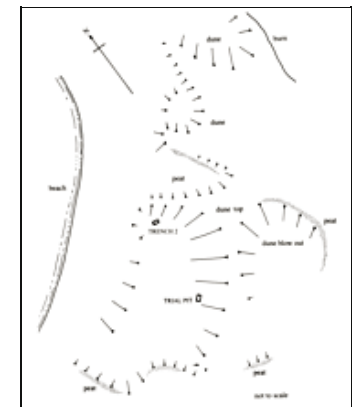 N
dune
burn
dune
beach
peat
dune top
peat
TRENCH 2
dune blow out
TRIAL PIT
peat
peat
not to scale